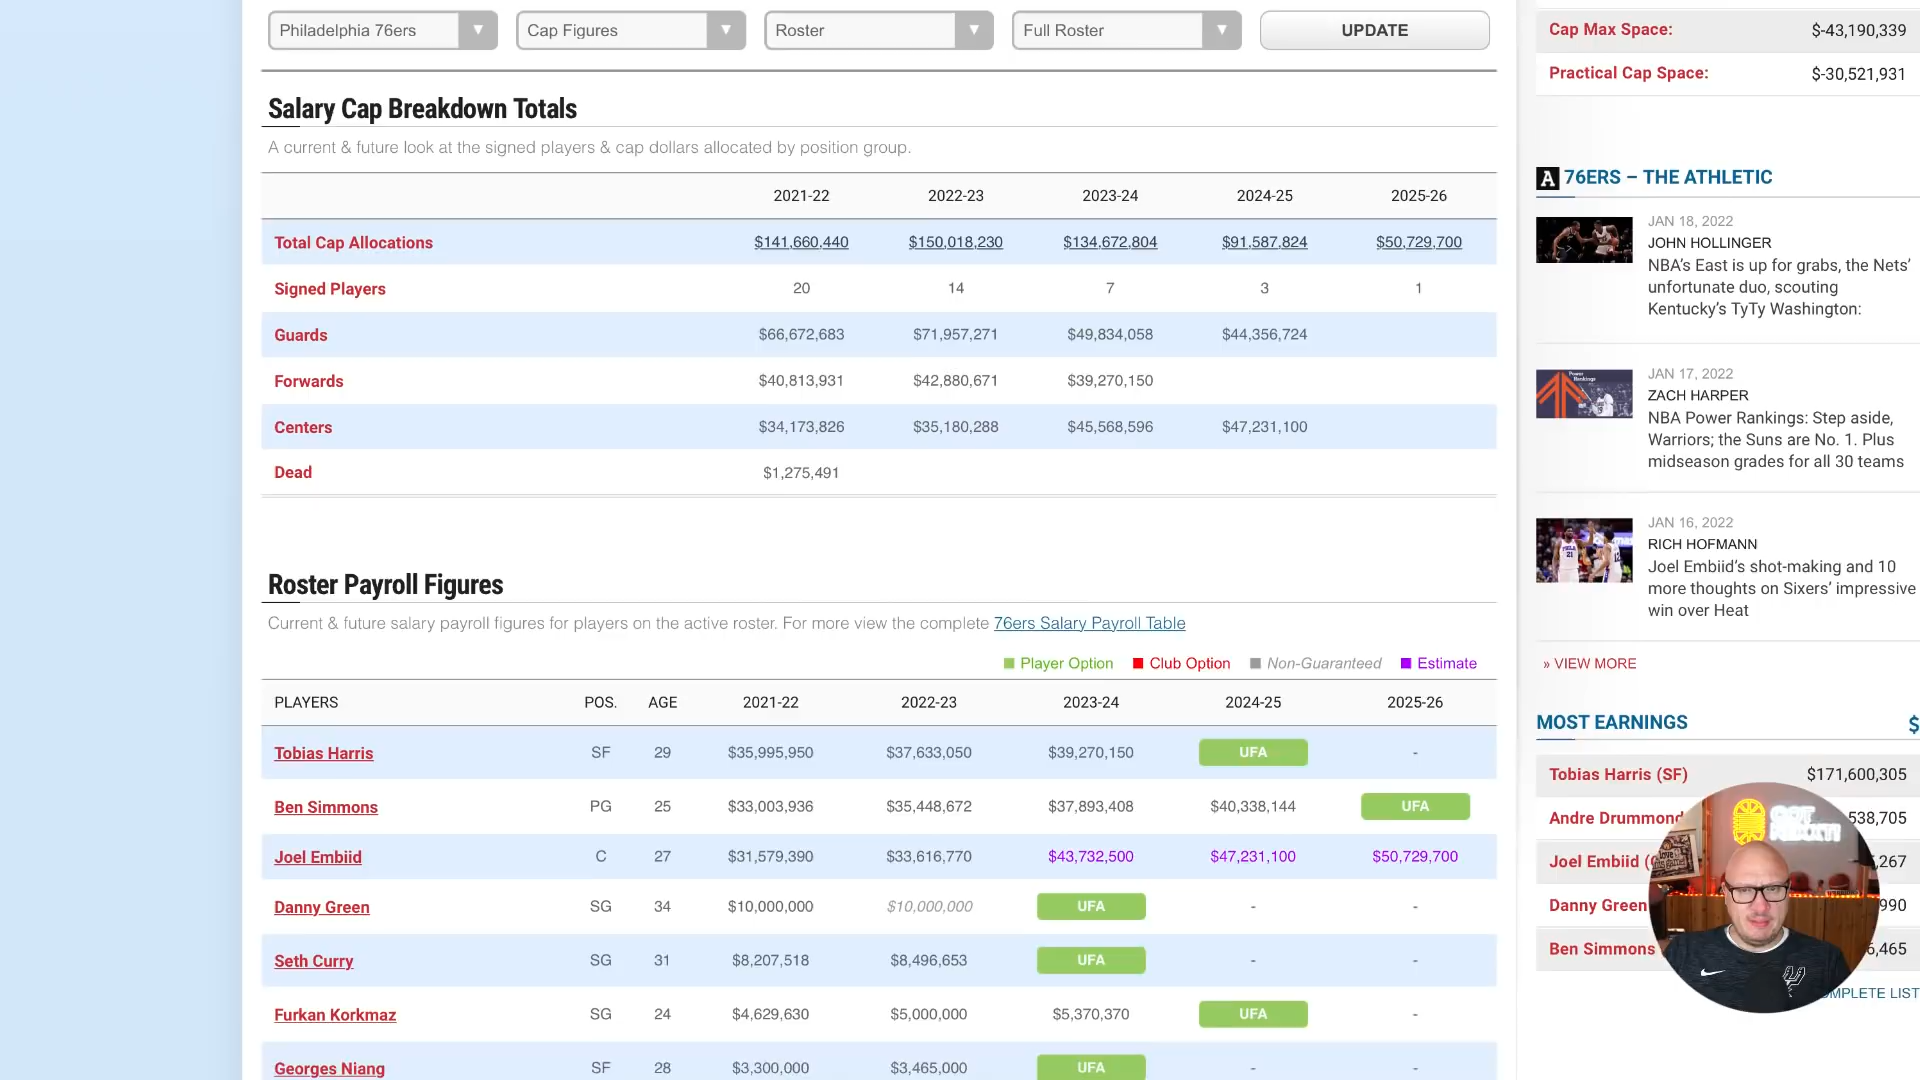 Philadelphia 76ers ▼ Cap Figures ▼ Roster ▼ Full Roster ▼ UPDATE
Salary Cap Breakdown Totals
A current & future look at the signed players & cap dollars allocated by position group.
2021-22 2022-23 2023-24 2024-25 2025-26
Total Cap Allocations $141,660,440 $150,018,230 $134,672,804 $91,587,824 $50,729,700
Signed Players 20 14 7 3 1
Guards $66,672,683 $71,957,271 $49,834,058 $44,356,724
Forwards $40,813,931 $42,880,671 $39,270,150
Centers $34,173,826 $35,180,288 $45,568,596 $47,231,100
Dead $1,275,491
Roster Payroll Figures
Current & future salary payroll figures for players on the active roster. For more view the complete 76ers Salary Payroll Table
Player Option Club Option Non-Guaranteed Estimate
PLAYERS POS. AGE 2021-22 2022-23 2023-24 2024-25 2025-26
Tobias Harris SF 29 $35,995,950 $37,633,050 $39,270,150 UFA -
Ben Simmons PG 25 $33,003,936 $35,448,672 $37,893,408 $40,338,144 UFA
Joel Embiid C 27 $31,579,390 $33,616,770 $43,732,500 $47,231,100 $50,729,700
Danny Green SG 34 $10,000,000 $10,000,000 UFA - -
Seth Curry SG 31 $8,207,518 $8,496,653 UFA - -
Furkan Korkmaz SG 24 $4,629,630 $5,000,000 $5,370,370 UFA -
Georges Niang SF 28 $3,300,000 $3,465,000 UFA - -
Cap Max Space: $-43,190,339
Practical Cap Space: $-30,521,931
A 76ERS – THE ATHLETIC
JAN 18, 2022
JOHN HOLLINGER
NBA’s East is up for grabs, the Nets’
unfortunate duo, scouting
Kentucky’s TyTy Washington:
Power
Rankings
JAN 17, 2022
ZACH HARPER
NBA Power Rankings: Step aside,
Warriors; the Suns are No. 1. Plus
midseason grades for all 30 teams
JAN 16, 2022
RICH HOFMANN
Joel Embiid’s shot-making and 10
more thoughts on Sixers’ impressive
win over Heat
» VIEW MORE
MOST EARNINGS $
Tobias Harris (SF) $171,600,305
Andre Drummond 538,705
Joel Embiid ( ,267
Danny Green 990
Ben Simmons 6,465
OMPLETE LIST